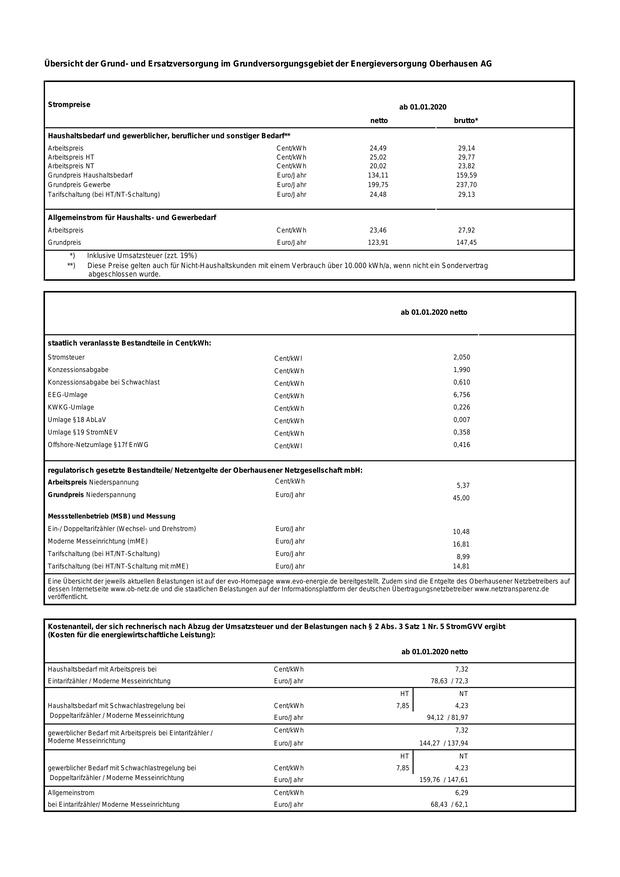 Übersicht der Grund- und Ersatzversorgung im Grundversorgungsgebiet der Energieversorgung Oberhausen AG
Strompreise
ab 01.01.2020
netto brutto*
Haushaltsbedarf und gewerblicher, beruflicher und sonstiger Bedarf**
Arbeitspreis Cent/kWh 24,49 29,14
Arbeitspreis HT Cent/kWh 25,02 29,77
Arbeitspreis NT Cent/kWh 20,02 23,82
Grundpreis Haushaltsbedarf Euro/Jahr 134,11 159,59
Grundpreis Gewerbe Euro/Jahr 199,75 237,70
Tarifschaltung (bei HT/NT-Schaltung) Euro/Jahr 24,48 29,13
Allgemeinstrom für Haushalts- und Gewerbedarf
Arbeitspreis Cent/kWh 23,46 27,92
Grundpreis Euro/Jahr 123,91 147,45
*) Inklusive Umsatzsteuer (zzt. 19%)
**) Diese Preise gelten auch für Nicht-Haushaltskunden mit einem Verbrauch über 10.000 kWh/a, wenn nicht ein Sondervertrag
abgeschlossen wurde.
ab 01.01.2020 netto
staatlich veranlasste Bestandteile in Cent/kWh:
Stromsteuer Cent/kWl 2,050
Konzessionsabgabe Cent/kWh 1,990
Konzessionsabgabe bei Schwachlast Cent/kWh 0,610
EEG-Umlage Cent/kWh 6,756
KWKG-Umlage Cent/kWh 0,226
Umlage §18 AbLaV Cent/kWh 0,007
Umlage §19 StromNEV Cent/kWh 0,358
Offshore-Netzumlage §17f EnWG Cent/kWl 0,416
regulatorisch gesetzte Bestandteile/ Netzentgelte der Oberhausener Netzgesellschaft mbH:
Arbeitspreis Niederspannung Cent/kWh 5,37
Grundpreis Niederspannung Euro/Jahr 45,00
Messstellenbetrieb (MSB) und Messung
Ein-/ Doppeltarifzähler (Wechsel- und Drehstrom) Euro/Jahr 10,48
Moderne Messeinrichtung (mME) Euro/Jahr 16,81
Tarifschaltung (bei HT/NT-Schaltung) Euro/Jahr 8,99
Tarifschaltung (bei HT/NT-Schaltung mit mME) Euro/Jahr 14,81
Eine Übersicht der jeweils aktuellen Belastungen ist auf der evo-Homepage www.evo-energie.de bereitgestellt. Zudem sind die Entgelte des Oberhausener Netzbetreibers auf
dessen Internetseite www.ob-netz.de und die staatlichen Belastungen auf der Informationsplattform der deutschen Übertragungsnetzbetreiber www.netztransparenz.de
veröffentlicht.
Kostenanteil, der sich rechnerisch nach Abzug der Umsatzsteuer und der Belastungen nach § 2 Abs. 3 Satz 1 Nr. 5 StromGVV ergibt
(Kosten für die energiewirtschaftliche Leistung):
ab 01.01.2020 netto
Haushaltsbedarf mit Arbeitspreis bei Cent/kWh 7,32
Eintarifzähler / Moderne Messeinrichtung Euro/Jahr 78,63 / 72,3
HT NT
Haushaltsbedarf mit Schwachlastregelung bei Cent/kWh 7,85 4,23
Doppeltarifzähler / Moderne Messeinrichtung Euro/Jahr 94,12 / 81,97
gewerblicher Bedarf mit Arbeitspreis bei Eintarifzähler / Cent/kWh 7,32
Moderne Messeinrichtung Euro/Jahr 144,27 / 137,94
HT NT
gewerblicher Bedarf mit Schwachlastregelung bei Cent/kWh 7,85 4,23
Doppeltarifzähler / Moderne Messeinrichtung Euro/Jahr 159,76 / 147,61
Allgemeinstrom Cent/kWh 6,29
bei Eintarifzähler/ Moderne Messeinrichtung Euro/Jahr 68,43 / 62,1